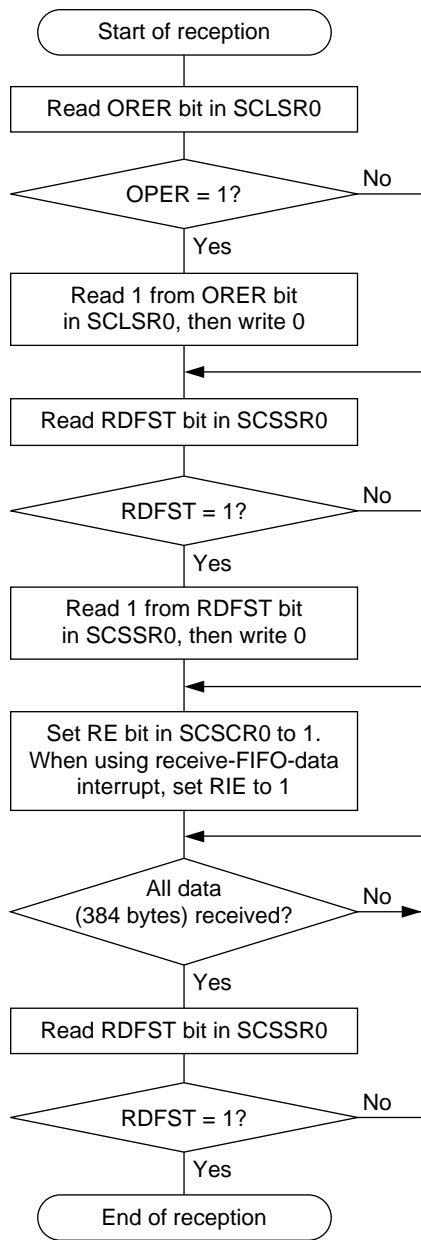 Start of reception
Read ORER bit in SCLSR0
OPER = 1?
No
Yes
Read 1 from ORER bit
in SCLSR0, then write 0
Read RDFST bit in SCSSR0
RDFST = 1?
No
Yes
Read 1 from RDFST bit
in SCSSR0, then write 0
Set RE bit in SCSCR0 to 1.
When using receive-FIFO-data
interrupt, set RIE to 1
All data
(384 bytes) received?
No
Yes
Read RDFST bit in SCSSR0
RDFST = 1?
No
Yes
End of reception